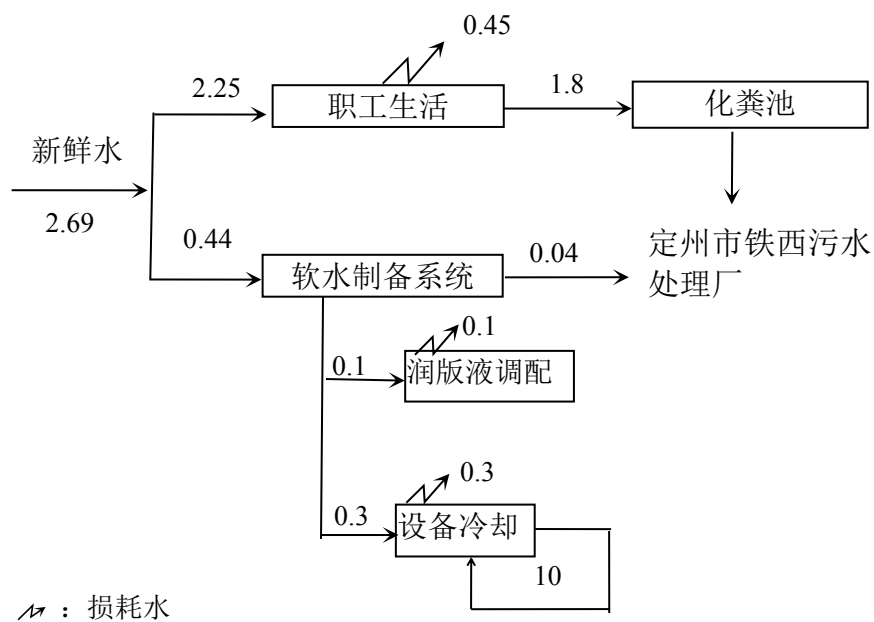 0.45
2.25
职工生活
1.8
化粪池
新鲜水
2.69
0.44
软水制备系统
0.04
定州市铁西污水
处理厂
0.1
0.1
润版液调配
0.3
0.3
设备冷却
10
：损耗水